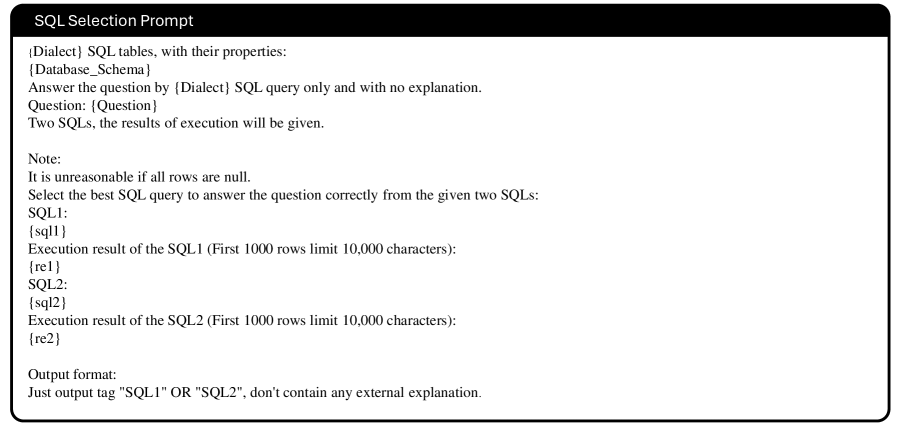 SQL Selection Prompt
{Dialect} SQL tables, with their properties:
{Database_Schema}
Answer the question by {Dialect} SQL query only and with no explanation.
Question: {Question}
Two SQLs, the results of execution will be given.
Note:
It is unreasonable if all rows are null.
Select the best SQL query to answer the question correctly from the given two SQLs:
SQL1:
{sql1}
Execution result of the SQL1 (First 1000 rows limit 10,000 characters):
{re1}
SQL2:
{sql2}
Execution result of the SQL2 (First 1000 rows limit 10,000 characters):
{re2}
Output format:
Just output tag "SQL1" OR "SQL2", don't contain any external explanation.